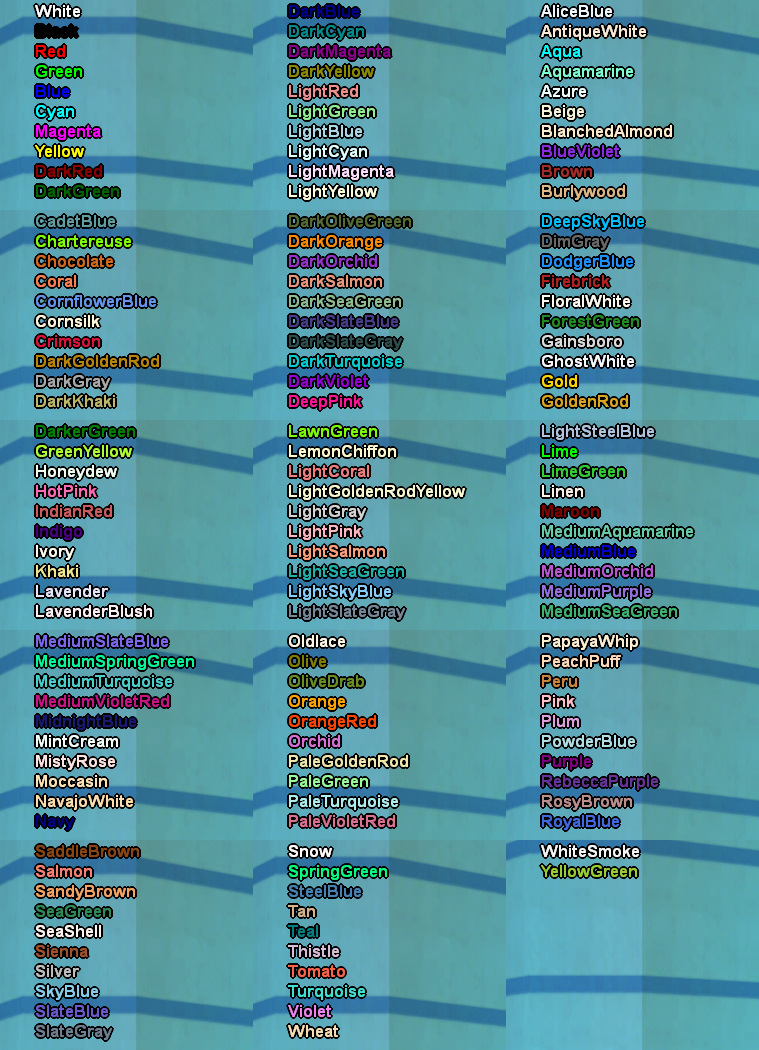 White
Black
Red
Green
Blue
Cyan
Magenta
Yellow
DarkRed
DarkGreen
DarkBlue
DarkCyan
DarkMagenta
DarkYellow
LightRed
LightGreen
LightBlue
LightCyan
LightMagenta
LightYellow
AliceBlue
AntiqueWhite
Aqua
Aquamarine
Azure
Beige
BlanchedAlmond
BlueViolet
Brown
Burlywood
CadetBlue
Chartereuse
Chocolate
Coral
CornflowerBlue
Cornsilk
Crimson
DarkGoldenRod
DarkGray
DarkKhaki
DarkOliveGreen
DarkOrange
DarkOrchid
DarkSalmon
DarkSeaGreen
DarkSlateBlue
DarkSlateGray
DarkTurquoise
DarkViolet
DeepPink
DeepSkyBlue
DimGray
DodgerBlue
Firebrick
FloralWhite
ForestGreen
Gainsboro
GhostWhite
Gold
GoldenRod
DarkerGreen
GreenYellow
Honeydew
HotPink
IndianRed
Indigo
Ivory
Khaki
Lavender
LavenderBlush
LawnGreen
LemonChiffon
LightCoral
LightGoldenRodYellow
LightGray
LightPink
LightSalmon
LightSeaGreen
LightSkyBlue
LightSlateGray
LightSteelBlue
Lime
LimeGreen
Linen
Maroon
MediumAquamarine
MediumBlue
MediumOrchid
MediumPurple
MediumSeaGreen
MediumSlateBlue
MediumSpringGreen
MediumTurquoise
MediumVioletRed
MidnightBlue
MintCream
MistyRose
Moccasin
NavajoWhite
Navy
Oldlace
Olive
OliveDrab
Orange
OrangeRed
Orchid
PaleGoldenRod
PaleGreen
PaleTurquoise
PaleVioletRed
PapayaWhip
PeachPuff
Peru
Pink
Plum
PowderBlue
Purple
RebeccaPurple
RosyBrown
RoyalBlue
SaddleBrown
Salmon
SandyBrown
SeaGreen
SeaShell
Sienna
Silver
SkyBlue
SlateBlue
SlateGray
Snow
SpringGreen
SteelBlue
Tan
Teal
Thistle
Tomato
Turquoise
Violet
Wheat
WhiteSmoke
YellowGreen